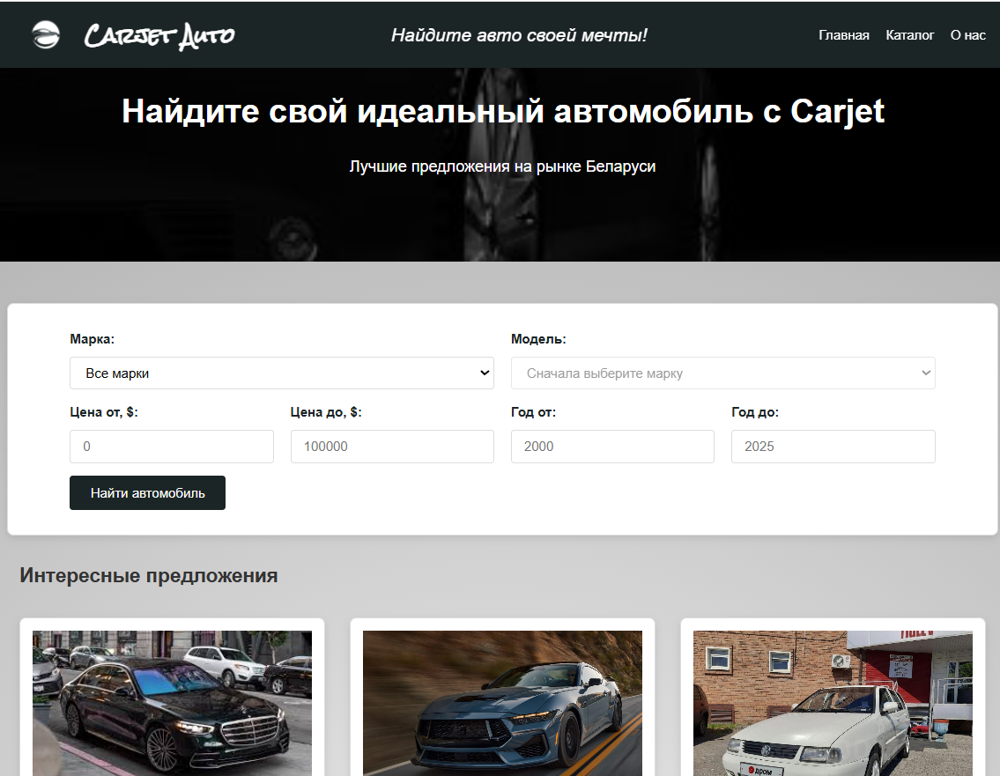 Carjet Auto
Найдите авто своей мечты!
Главная Каталог О нас
Найдите свой идеальный автомобиль с Carjet
Лучшие предложения на рынке Беларуси
Марка: Модель:
Все марки Сначала выберите марку
Цена от, $: Цена до, $: Год от: Год до:
0 100000 2000 2025
Найти автомобиль
Интересные предложения
дром